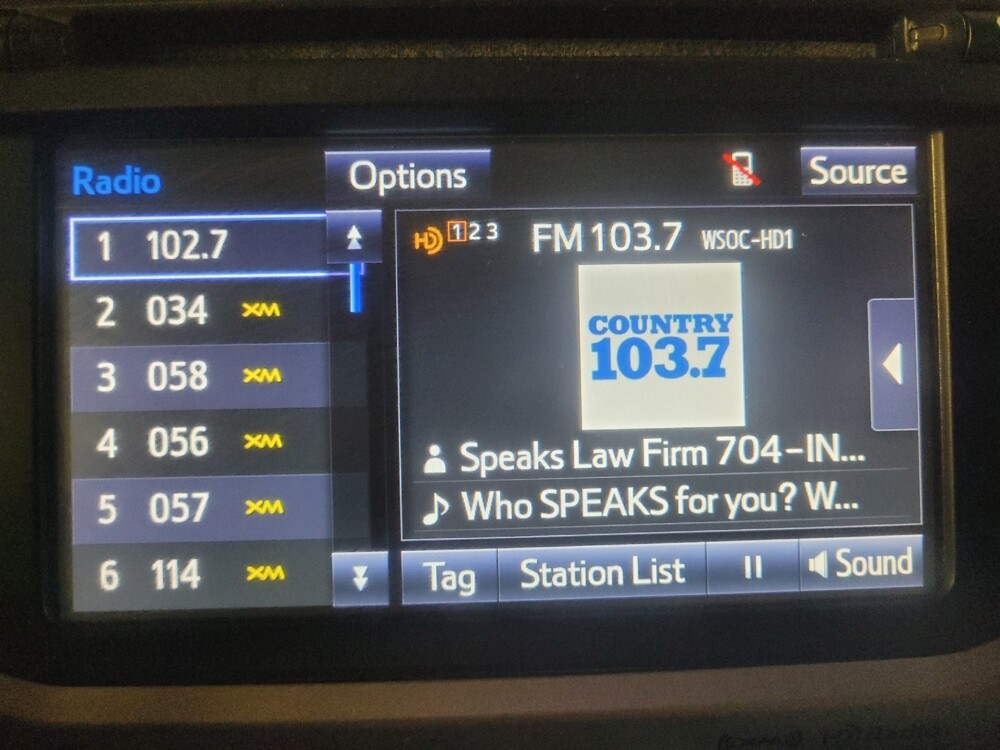 Radio
Options
Source
1 102.7
2 034 XM
3 058 XM
4 056 XM
5 057 XM
6 114 XM
HD 1 2 3 FM 103.7 WSOC-HD1
COUNTRY
103.7
Speaks Law Firm 704-IN...
Who SPEAKS for you? W...
Tag
Station List
Sound